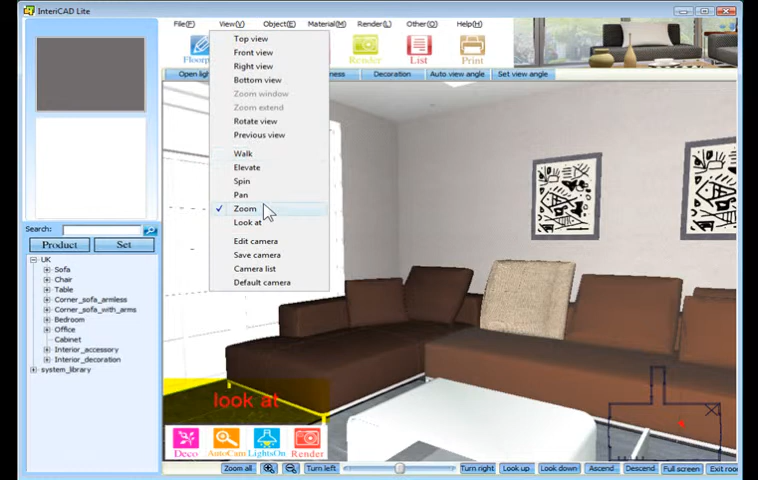 InteriCAD Lite
File(F) View(V) Object(E) Material(M) Render(L) Other(O) Help(H)
Top view
Front view
Right view
Bottom view
Zoom window
Zoom extend
Rotate view
Previous view
Walk
Elevate
Spin
Pan
Zoom
Look at
Edit camera
Save camera
Camera list
Default camera
Render List Print
Decoration Auto view angle Set view angle
Search:
Product Set
UK
Sofa
Chair
Table
Corner_sofa_armless
Corner_sofa_with_arms
Bedroom
Office
Cabinet
Interior_accessory
Interior_decoration
system_library
look at
Deco AutoCam LightsOn Render
Zoom all Turn left Turn right Look up Look down Ascend Descend Full screen